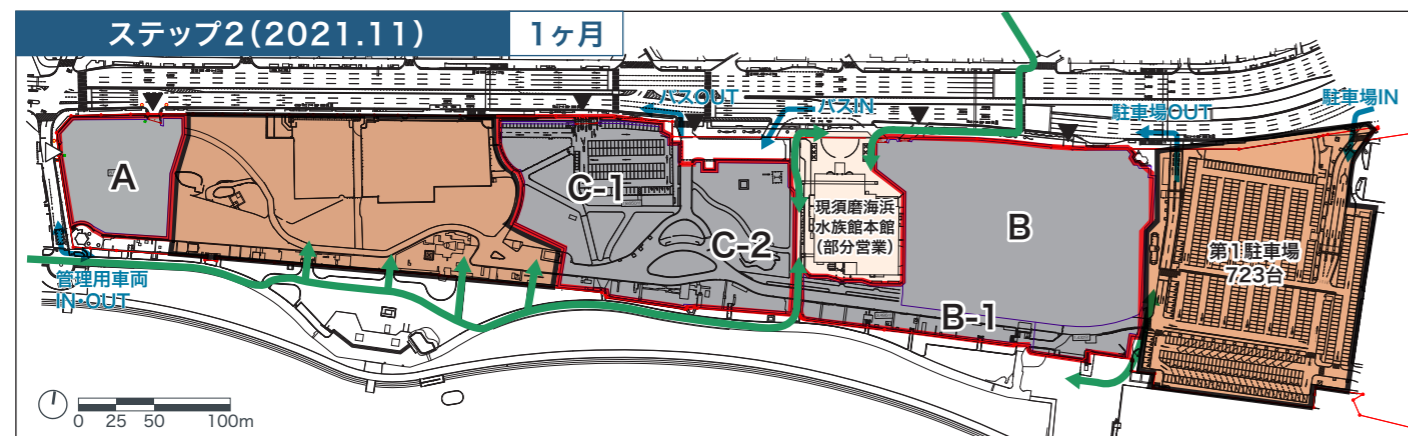 ステップ2(2021.11)
1ヶ月
バスOUT
バスIN
駐車場OUT
駐車場IN
A
C-1
C-2
現須磨海浜
水族館本館
(部分営業)
B
B-1
第1駐車場
723台
管理用車両
IN・OUT
0 25 50 100m